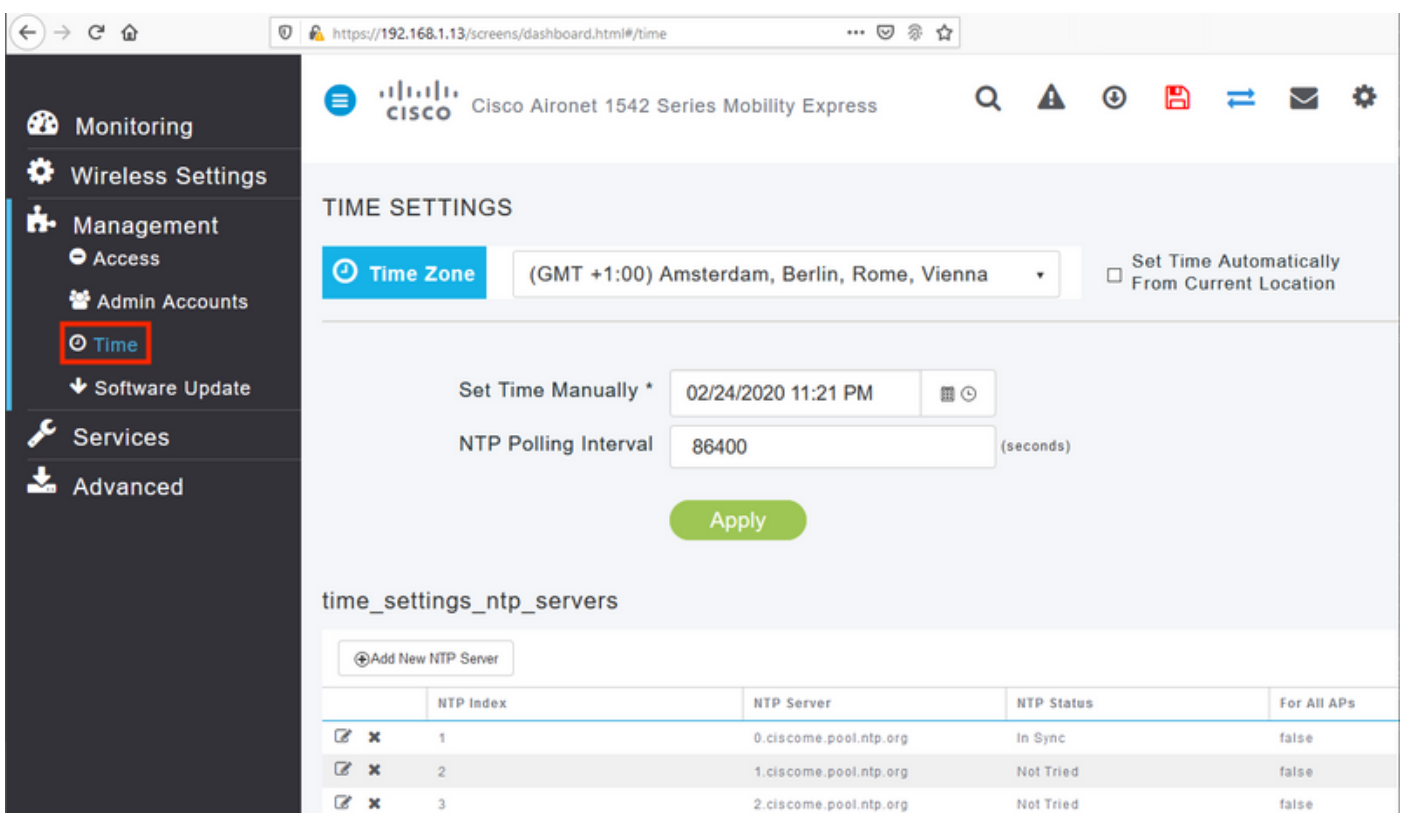 https://192.168.1.13/screens/dashboard.html#/time
Monitoring
Wireless Settings
Management
Access
Admin Accounts
Time
Software Update
Services
Advanced
CISCO Cisco Aironet 1542 Series Mobility Express
TIME SETTINGS
Time Zone (GMT +1:00) Amsterdam, Berlin, Rome, Vienna
Set Time Automatically
From Current Location
Set Time Manually * 02/24/2020 11:21 PM
NTP Polling Interval 86400 (seconds)
Apply
time_settings_ntp_servers
Add New NTP Server
NTP Index NTP Server NTP Status For All APs
1 0.ciscome.pool.ntp.org In Sync false
2 1.ciscome.pool.ntp.org Not Tried false
3 2.ciscome.pool.ntp.org Not Tried false